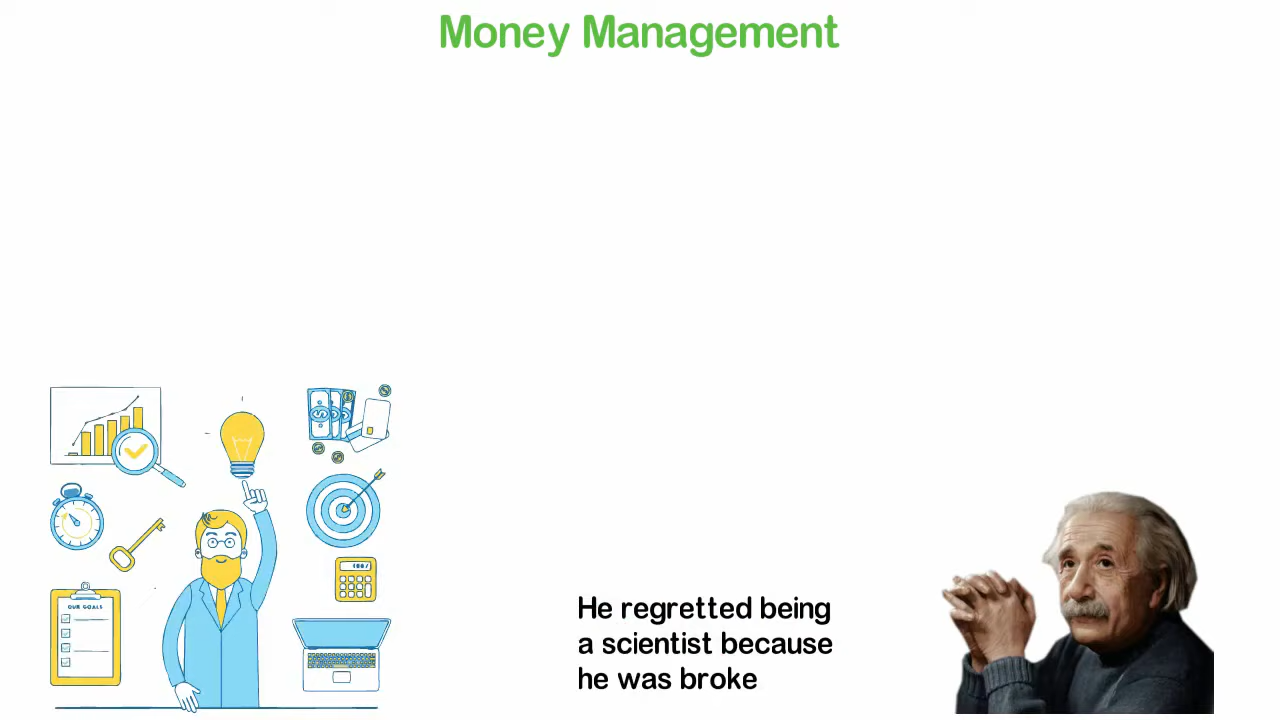 Money Management
OUR GOALS
He regretted being
a scientist because
he was broke